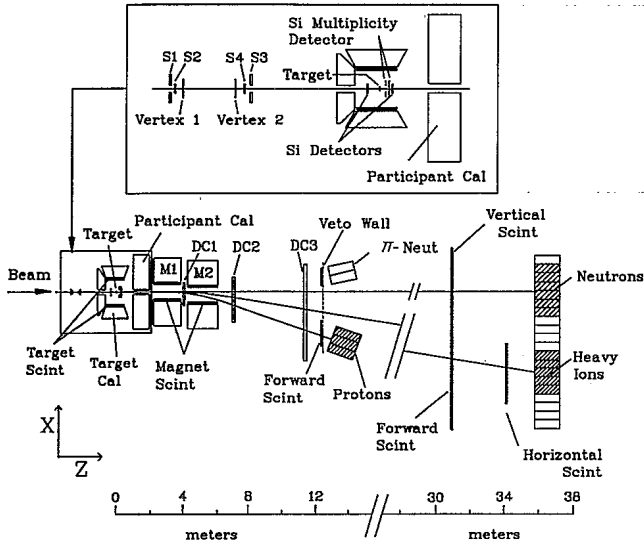 Si Multiplicity
Detector
S1 S2
S4 S3
Target
Vertex 1
Vertex 2
Si Detectors
Participant Cal
Participant Cal
Target
DC1
DC2
DC3
Veto Wall
π- Neut
Vertical
Scint
M1
M2
Beam
Neutrons
Target
Scint
Target
Cal
Magnet
Scint
Forward
Scint
Protons
Heavy
Ions
Forward
Scint
Horizontal
Scint
X
Z
0 4 8 12 30 34 38
meters
meters